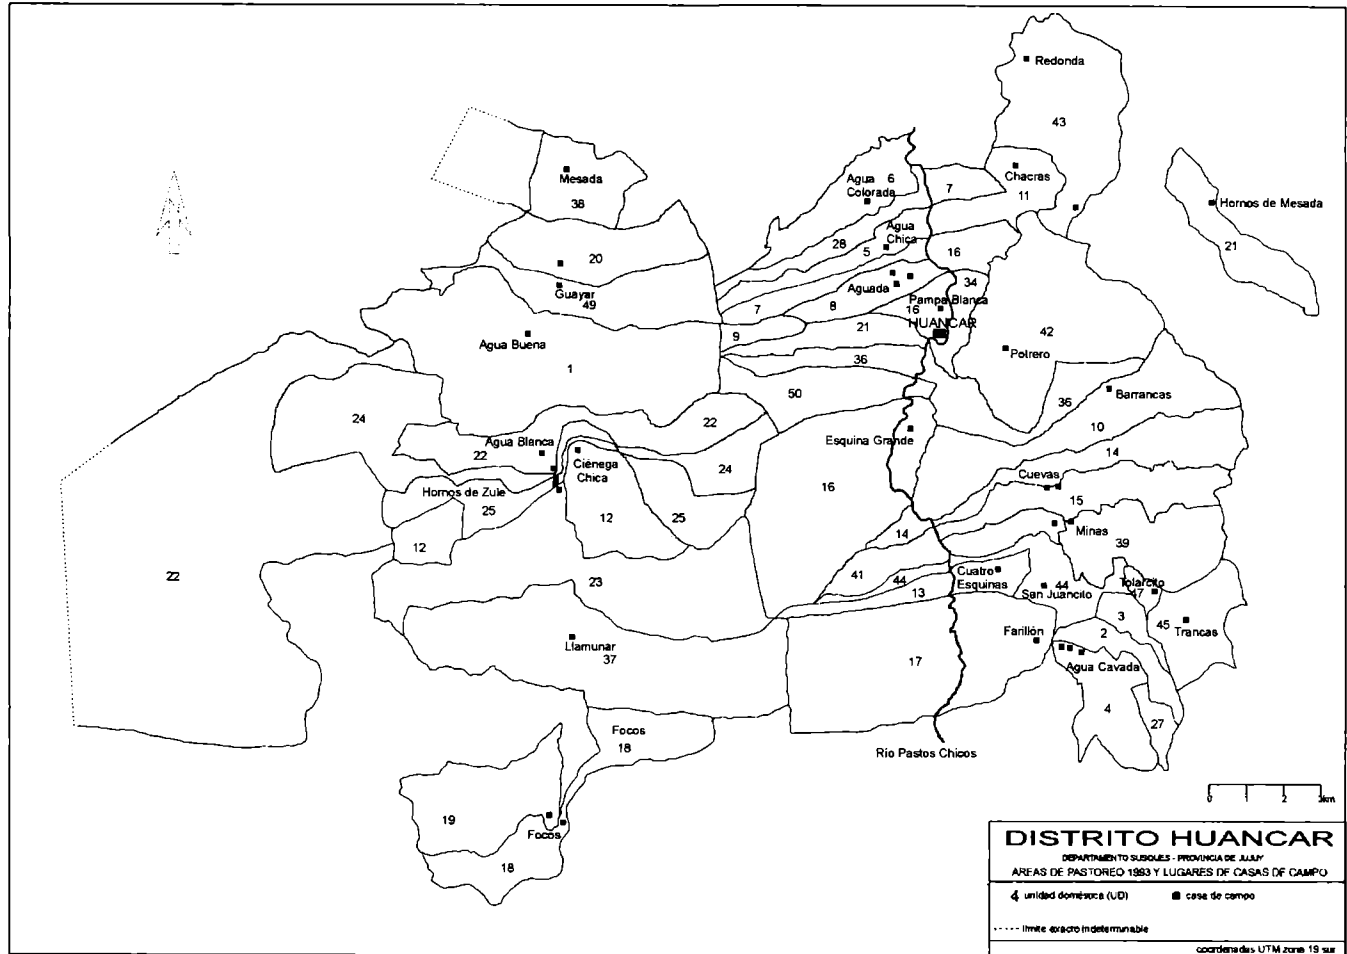 Redonda
43
Mesada
38
Agua
Colorada
6
7
Chacras
11
Hornos de Mesada
21
Agua
Chica
28
5
16
20
Guayar
49
Aguada
34
Pampa Blanca
16
7
8
HUANCAR
21
9
Agua Buena
1
36
42
Potrero
50
36
Barrancas
10
24
22
Agua Blanca
22
Ciénega
Chica
24
Esquina Grande
14
Cuevas
15
Hornos de Zule
25
12
25
16
12
14
Minas
39
22
23
41
44
13
Cuatro
Esquinas
44
San Juancito
Tolarcito
47
3
45
Trancas
2
Farillón
Llamunar
37
17
Agua Cavada
4
27
Focos
18
Rio Pastos Chicos
19
Focos
18
0 1 2 3km
DISTRITO HUANCAR
DEPARTAMENTO SUSQUES - PROVINCIA DE JUJUY
AREAS DE PASTOREO 1993 Y LUGARES DE CASAS DE CAMPO
4 unidad doméstica (UD)
casa de campo
limite exacto indeterminable
coordenadas UTM zona 19 sur